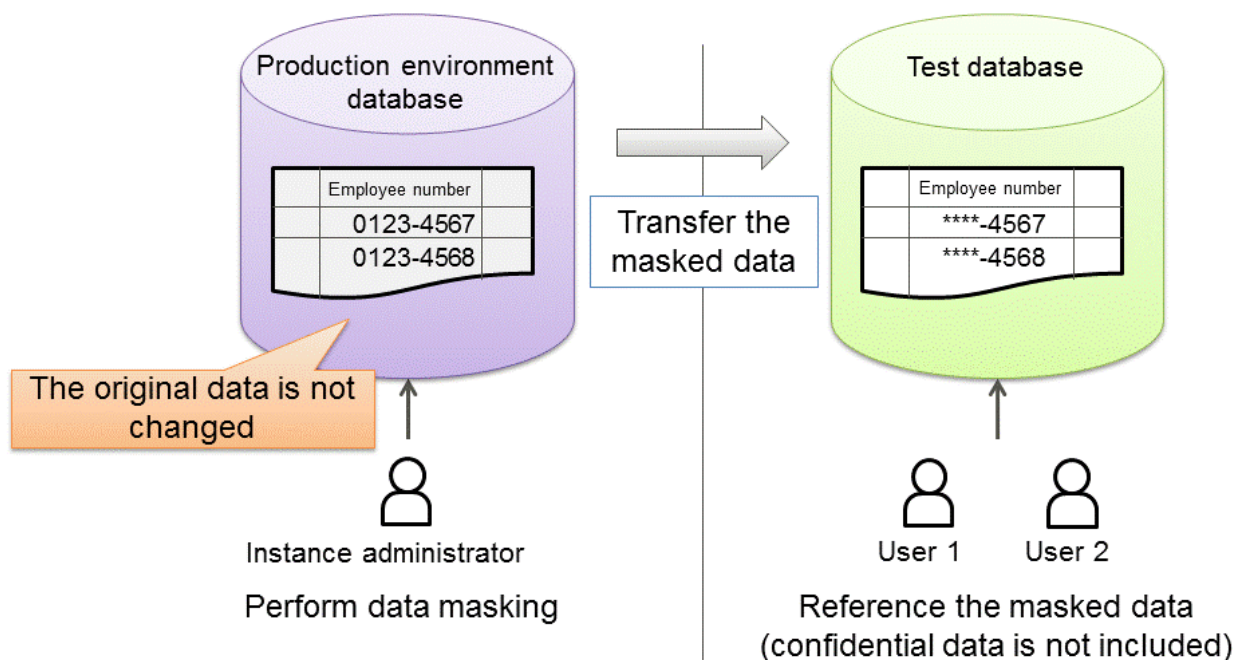 Production environment
database
Employee number
0123-4567
0123-4568
The original data is not
changed
Instance administrator
Perform data masking
Transfer the
masked data
Test database
Employee number
****-4567
****-4568
User 1
User 2
Reference the masked data
(confidential data is not included)